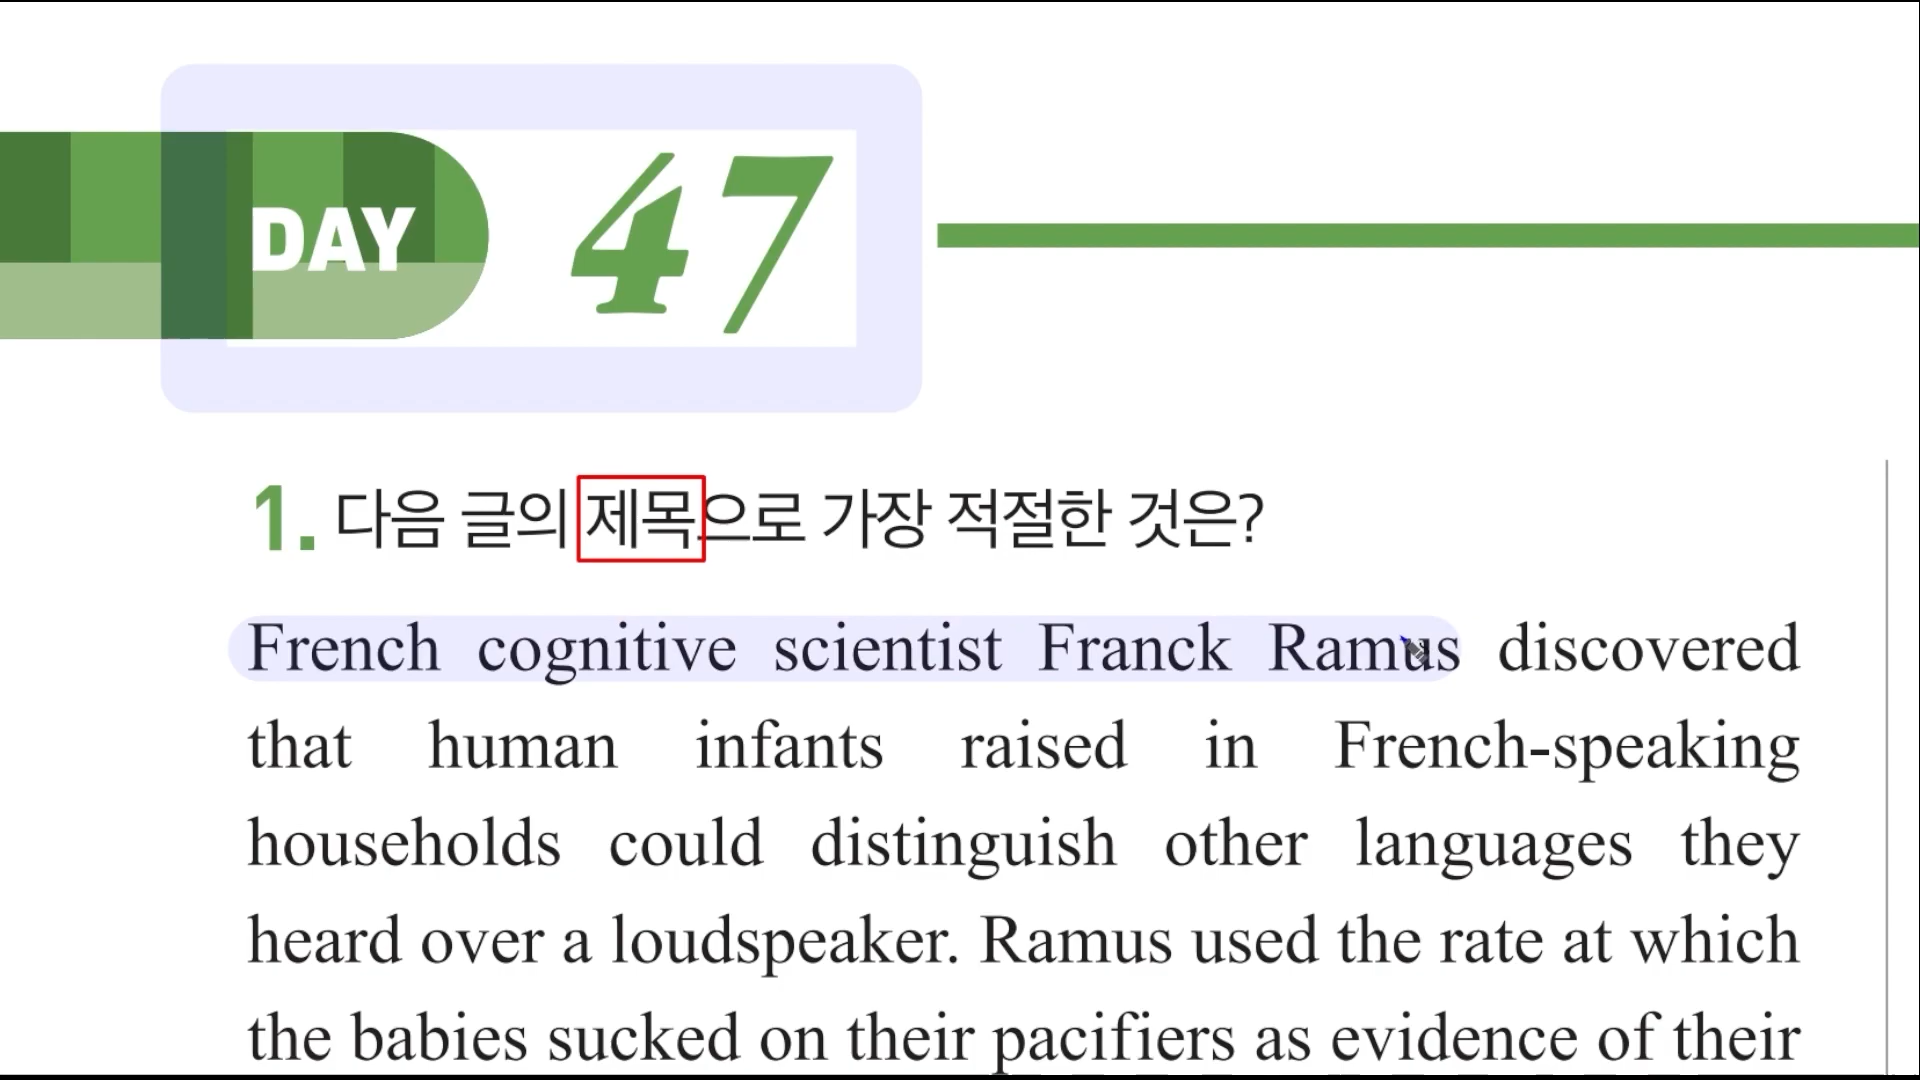 DAY 47
1. 다음 글의 제목으로 가장 적절한 것은?
French cognitive scientist Franck Ramus discovered
that human infants raised in French-speaking
households could distinguish other languages they
heard over a loudspeaker. Ramus used the rate at which
the babies sucked on their pacifiers as evidence of their